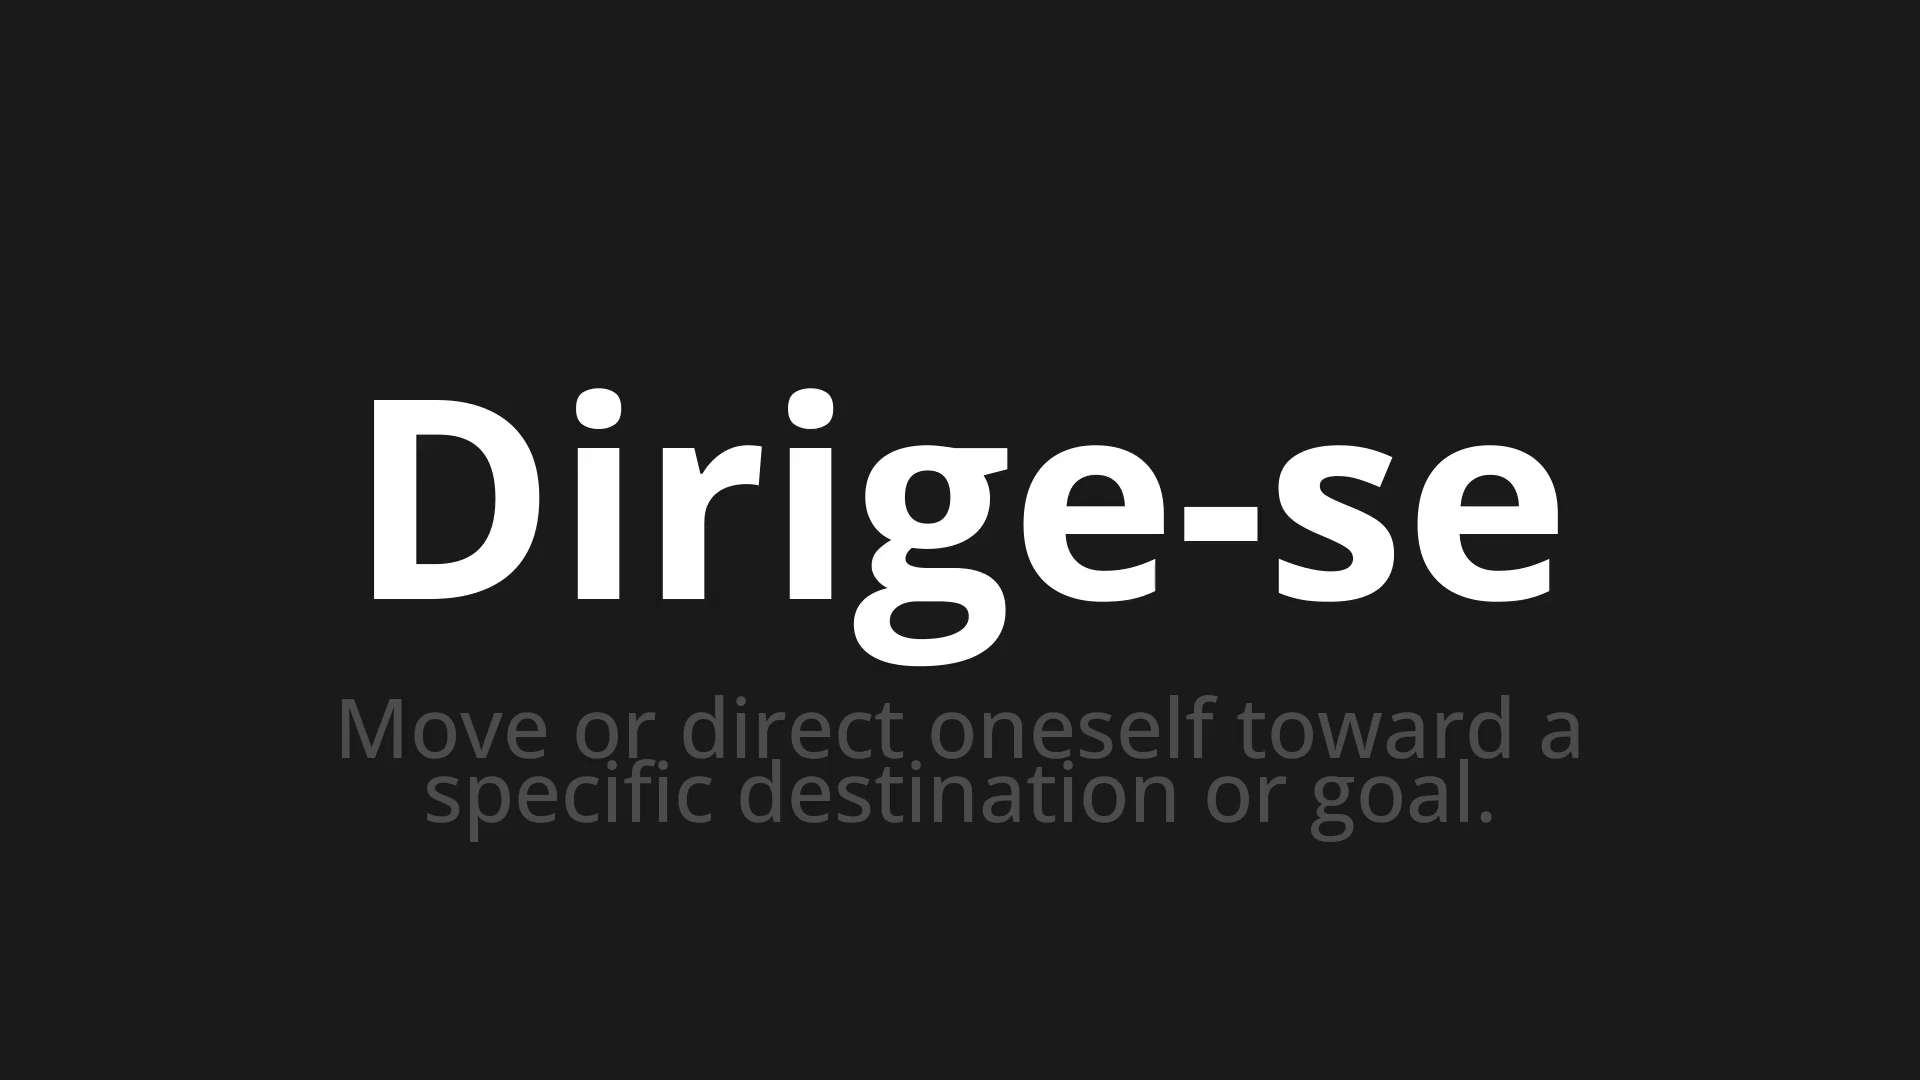 Dirige-se
Move or direct oneself toward a
specific destination or goal.